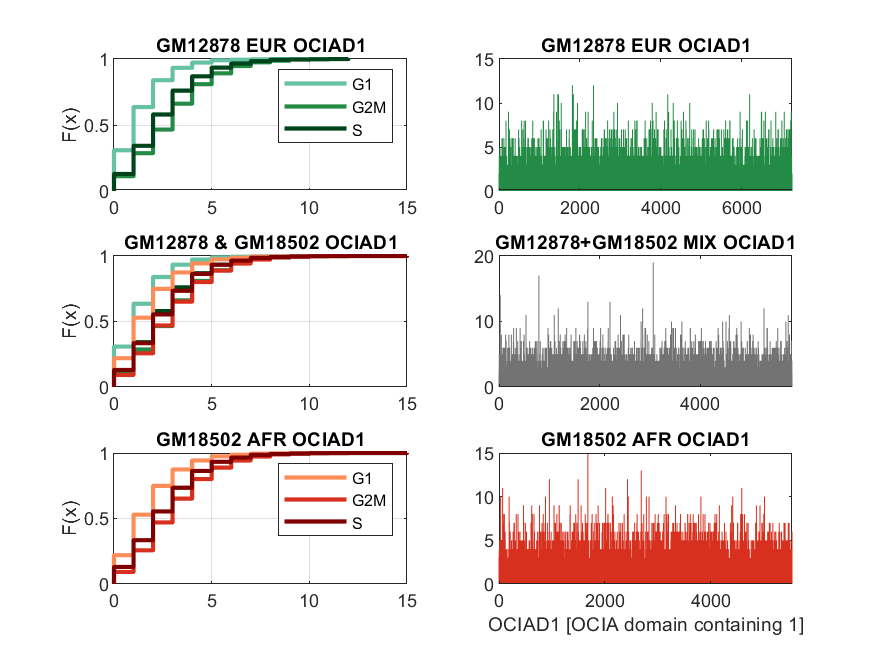 GM12878 EUR OCIAD1
1
0.5
0
F(x)
0 5 10 15
G1
G2M
S
GM12878 EUR OCIAD1
15
10
5
0
0 2000 4000 6000
GM12878 & GM18502 OCIAD1
1
0.5
0
F(x)
0 5 10 15
GM12878+GM18502 MIX OCIAD1
20
10
0
0 2000 4000
GM18502 AFR OCIAD1
1
0.5
0
F(x)
0 5 10 15
G1
G2M
S
GM18502 AFR OCIAD1
15
10
5
0
0 2000 4000
OCIAD1 [OCIA domain containing 1]